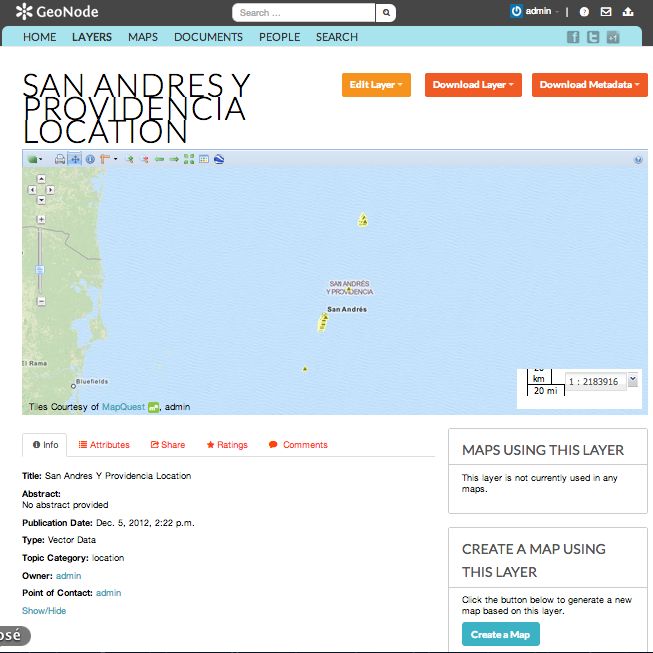 GeoNode
Search ...
admin
HOME LAYERS MAPS DOCUMENTS PEOPLE SEARCH
SAN ANDRES Y
PROVIDENCIA
LOCATION
Edit Layer
Download Layer
Download Metadata
SAN ANDRÉS
Y PROVIDENCIA
San Andrés
El Rama
Bluefields
km
20 mi
1 : 2183916
Tiles Courtesy of MapQuest, admin
Info
Attributes
Share
Ratings
Comments
Title: San Andres Y Providencia Location
Abstract:
No abstract provided
Publication Date: Dec. 5, 2012, 2:22 p.m.
Type: Vector Data
Topic Category: location
Owner: admin
Point of Contact: admin
Show/Hide
MAPS USING THIS LAYER
This layer is not currently used in any
maps.
CREATE A MAP USING
THIS LAYER
Click the button below to generate a new
map based on this layer.
Create a Map
osé